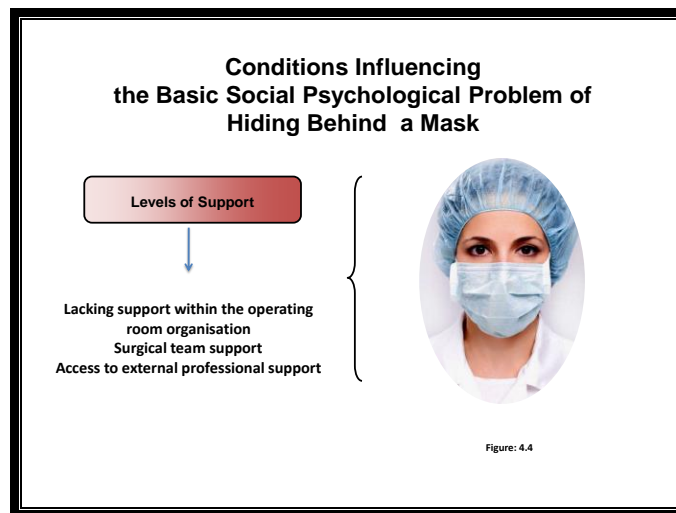 Conditions Influencing
the Basic Social Psychological Problem of
Hiding Behind a Mask
Levels of Support
Lacking support within the operating
room organisation
Surgical team support
Access to external professional support
Figure: 4.4